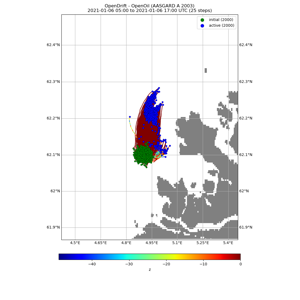 OpenDrift - OpenOil (AASGARD A 2003)
2021-01-06 05:00 to 2021-01-06 17:00 UTC (25 steps)
initial (2000)
active (2000)
62.4°N 62.4°N
62.3°N 62.3°N
62.2°N 62.2°N
62.1°N 62.1°N
62°N 62°N
61.9°N 61.9°N
4.5°E 4.65°E 4.8°E 4.95°E 5.1°E 5.25°E 5.4°E
−40 −30 −20 −10 0
z